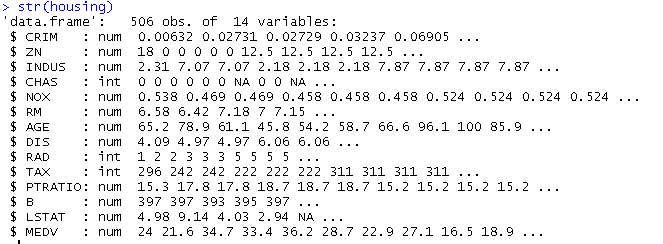 > str(housing)
'data.frame':   506 obs. of  14 variables:
 $ CRIM   : num  0.00632 0.02731 0.02729 0.03237 0.06905 ...
 $ ZN     : num  18 0 0 0 0 0 12.5 12.5 12.5 12.5 ...
 $ INDUS  : num  2.31 7.07 7.07 2.18 2.18 2.18 7.87 7.87 7.87 7.87 ...
 $ CHAS   : int  0 0 0 0 0 0 NA 0 0 NA ...
 $ NOX    : num  0.538 0.469 0.469 0.458 0.458 0.458 0.524 0.524 0.524 0.524 ...
 $ RM     : num  6.58 6.42 7.18 7 7.15 ...
 $ AGE    : num  65.2 78.9 61.1 45.8 54.2 58.7 66.6 96.1 100 85.9 ...
 $ DIS    : num  4.09 4.97 4.97 6.06 6.06 ...
 $ RAD    : int  1 2 2 3 3 3 5 5 5 5 ...
 $ TAX    : int  296 242 242 222 222 222 311 311 311 311 ...
 $ PTRATIO: num  15.3 17.8 17.8 18.7 18.7 18.7 15.2 15.2 15.2 15.2 ...
 $ B      : num  397 397 393 395 397 ...
 $ LSTAT  : num  4.98 9.14 4.03 2.94 NA ...
 $ MEDV   : num  24 21.6 34.7 33.4 36.2 28.7 22.9 27.1 16.5 18.9 ...